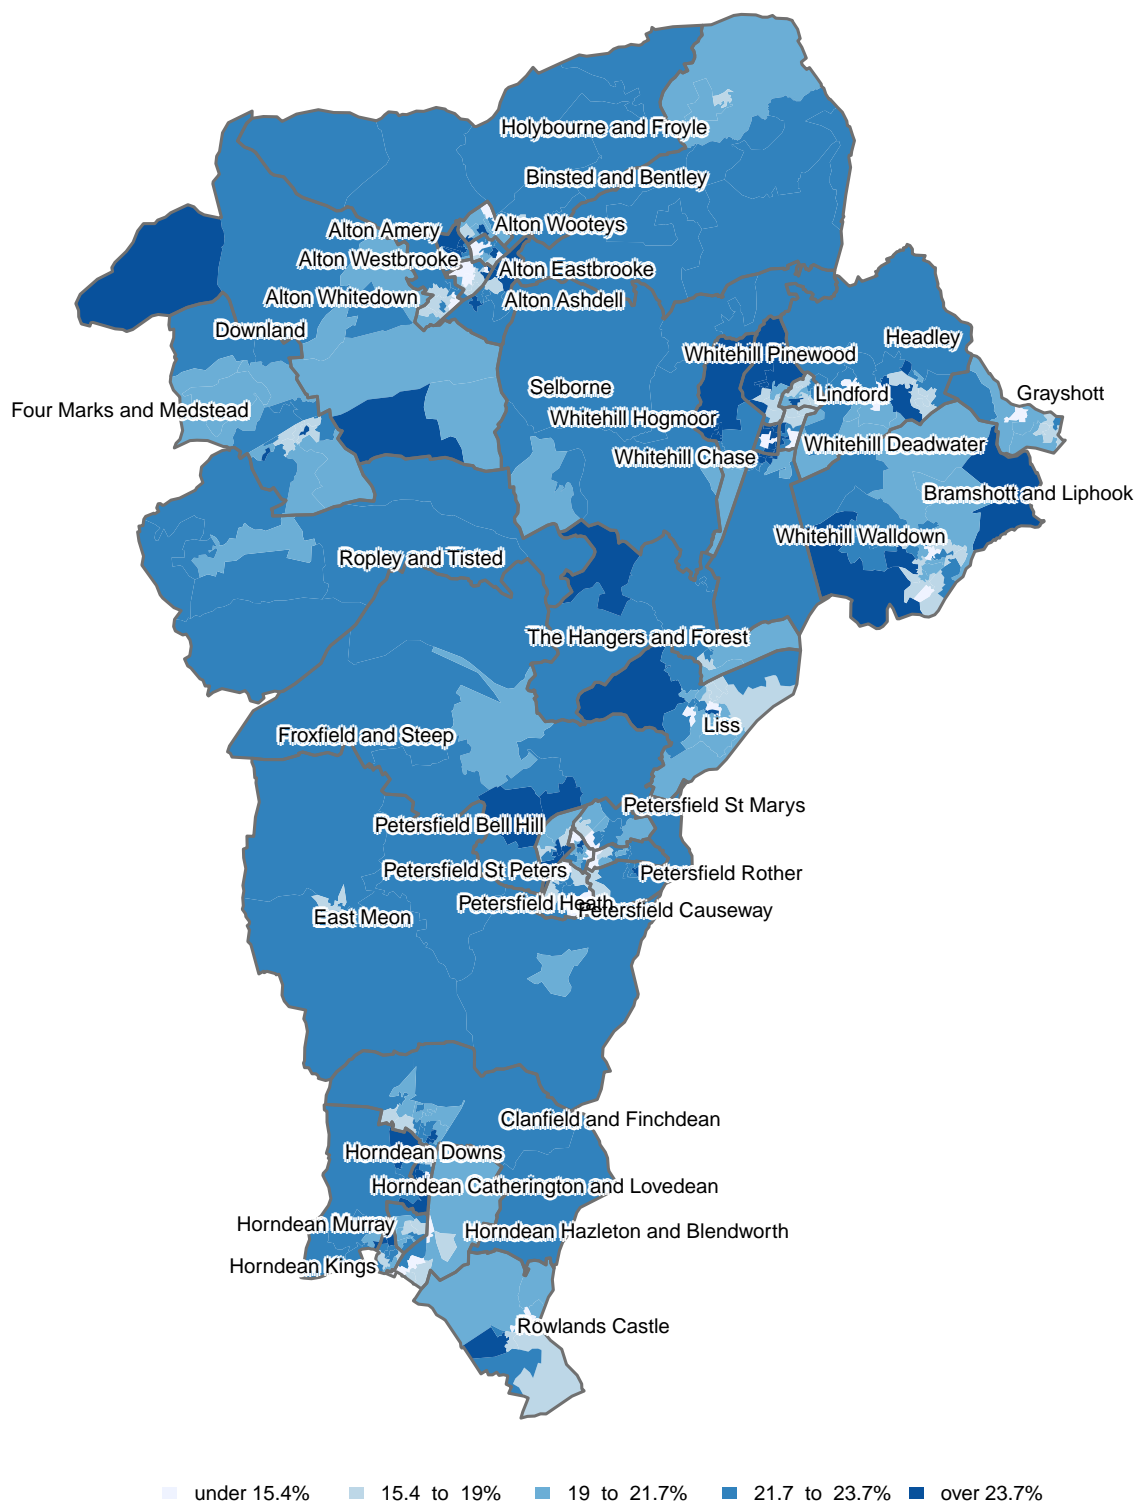 Holybourne and Froyle
Binsted and Bentley
Alton Amery
Alton Wooteys
Alton Westbrooke
Alton Eastbrooke
Alton Whitedown
Alton Ashdell
Downland
Headley
Whitehill Pinewood
Selborne
Lindford
Grayshott
Four Marks and Medstead
Whitehill Hogmoor
Whitehill Deadwater
Whitehill Chase
Bramshott and Liphook
Whitehill Walldown
Ropley and Tisted
The Hangers and Forest
Liss
Froxfield and Steep
Petersfield St Marys
Petersfield Bell Hill
Petersfield St Peters
Petersfield Rother
Petersfield Heath
Petersfield Causeway
East Meon
Clanfield and Finchdean
Horndean Downs
Horndean Catherington and Lovedean
Horndean Murray
Horndean Hazleton and Blendworth
Horndean Kings
Rowlands Castle
under 15.4% 15.4 to 19% 19 to 21.7% 21.7 to 23.7% over 23.7%